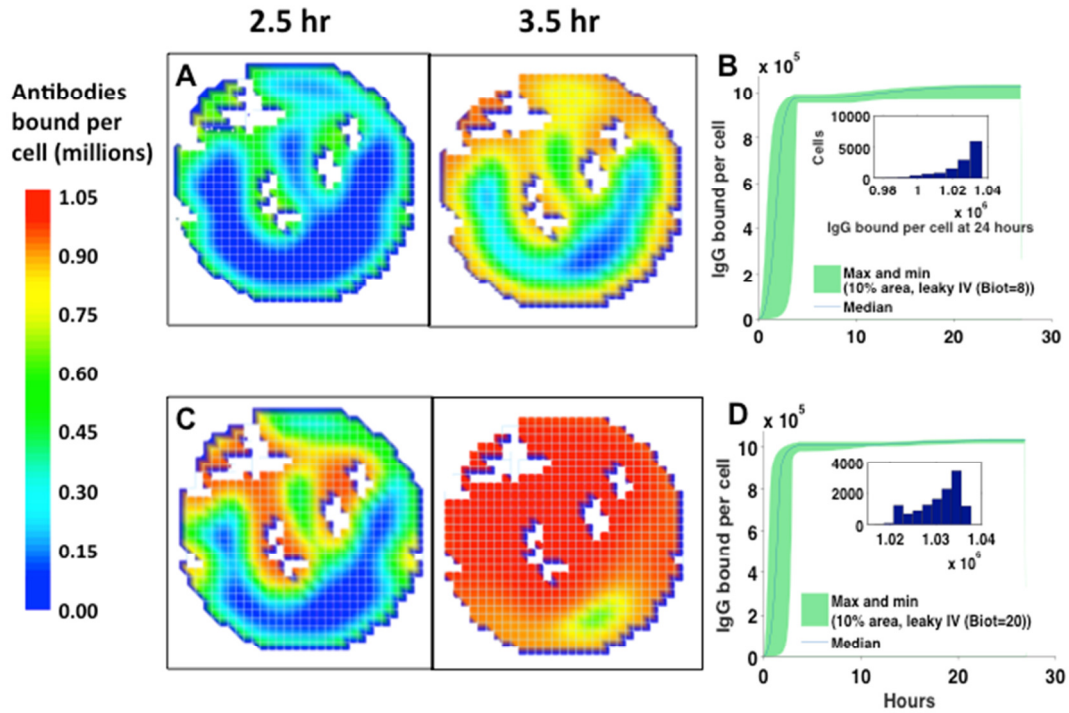 2.5 hr
3.5 hr
Antibodies
bound per
cell (millions)
1.05
0.90
0.75
0.60
0.45
0.30
0.15
0.00
A
B
x 10^5
10
8
6
4
2
0
IgG bound per cell
10000
5000
0
Cells
0.98 1 1.02 1.04
x 10^6
IgG bound per cell at 24 hours
Max and min
(10% area, leaky IV (Biot=8))
Median
0 10 20 30
C
D
x 10^5
10
8
6
4
2
0
IgG bound per cell
4000
2000
0
1.02 1.03 1.04
x 10^6
Max and min
(10% area, leaky IV (Biot=20))
Median
0 10 20 30
Hours